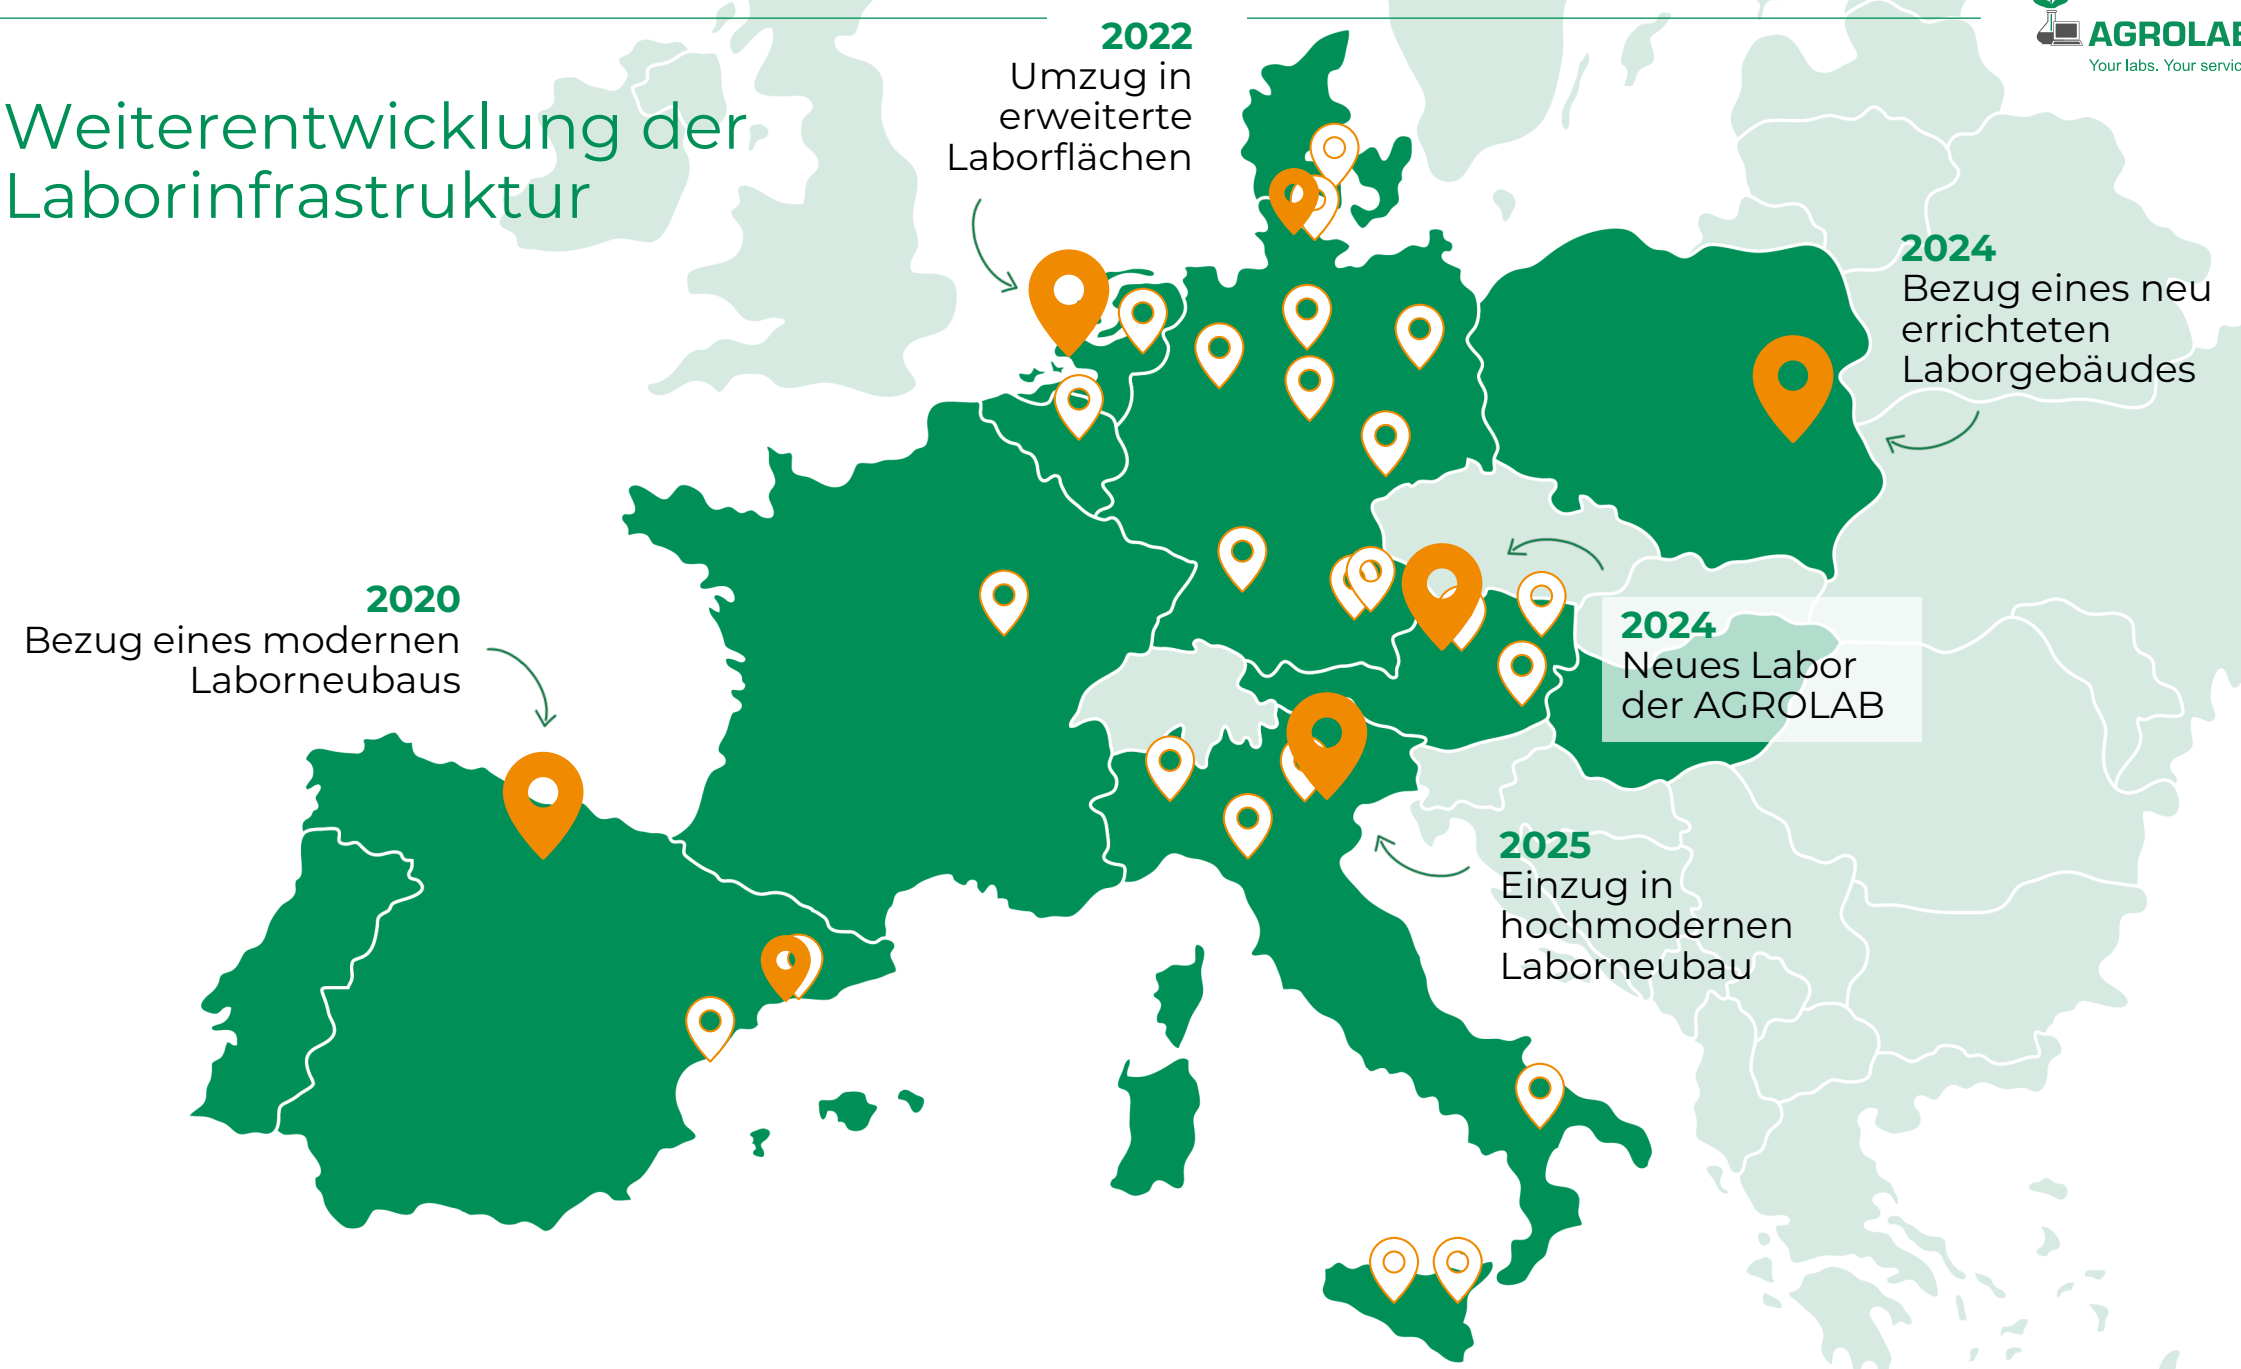 AGROLAB
Your labs. Your service
Weiterentwicklung der
Laborinfrastruktur
2022
Umzug in
erweiterte
Laborflächen
2024
Bezug eines neu
errichteten
Laborgebäudes
2020
Bezug eines modernen
Laborneubaus
2024
Neues Labor
der AGROLAB
2025
Einzug in
hochmodernen
Laborneubau